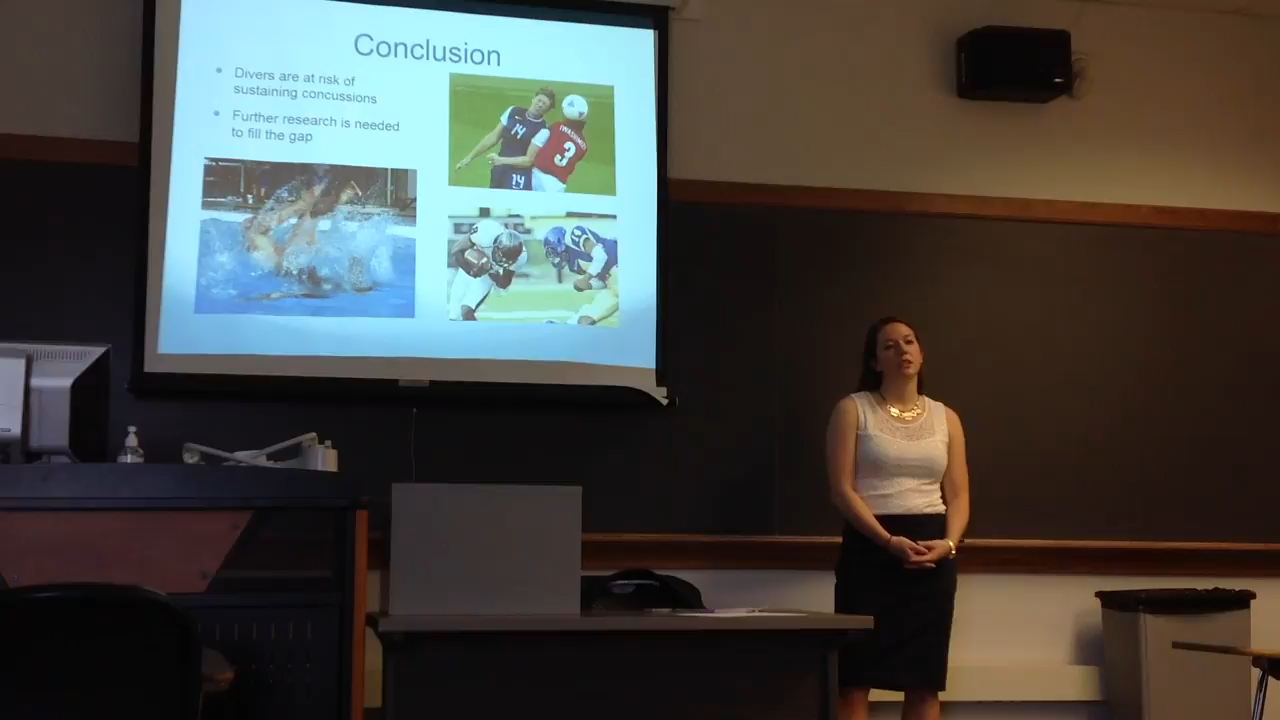 Conclusion
• Divers are at risk of
sustaining concussions
• Further research is needed
to fill the gap
14
14
3